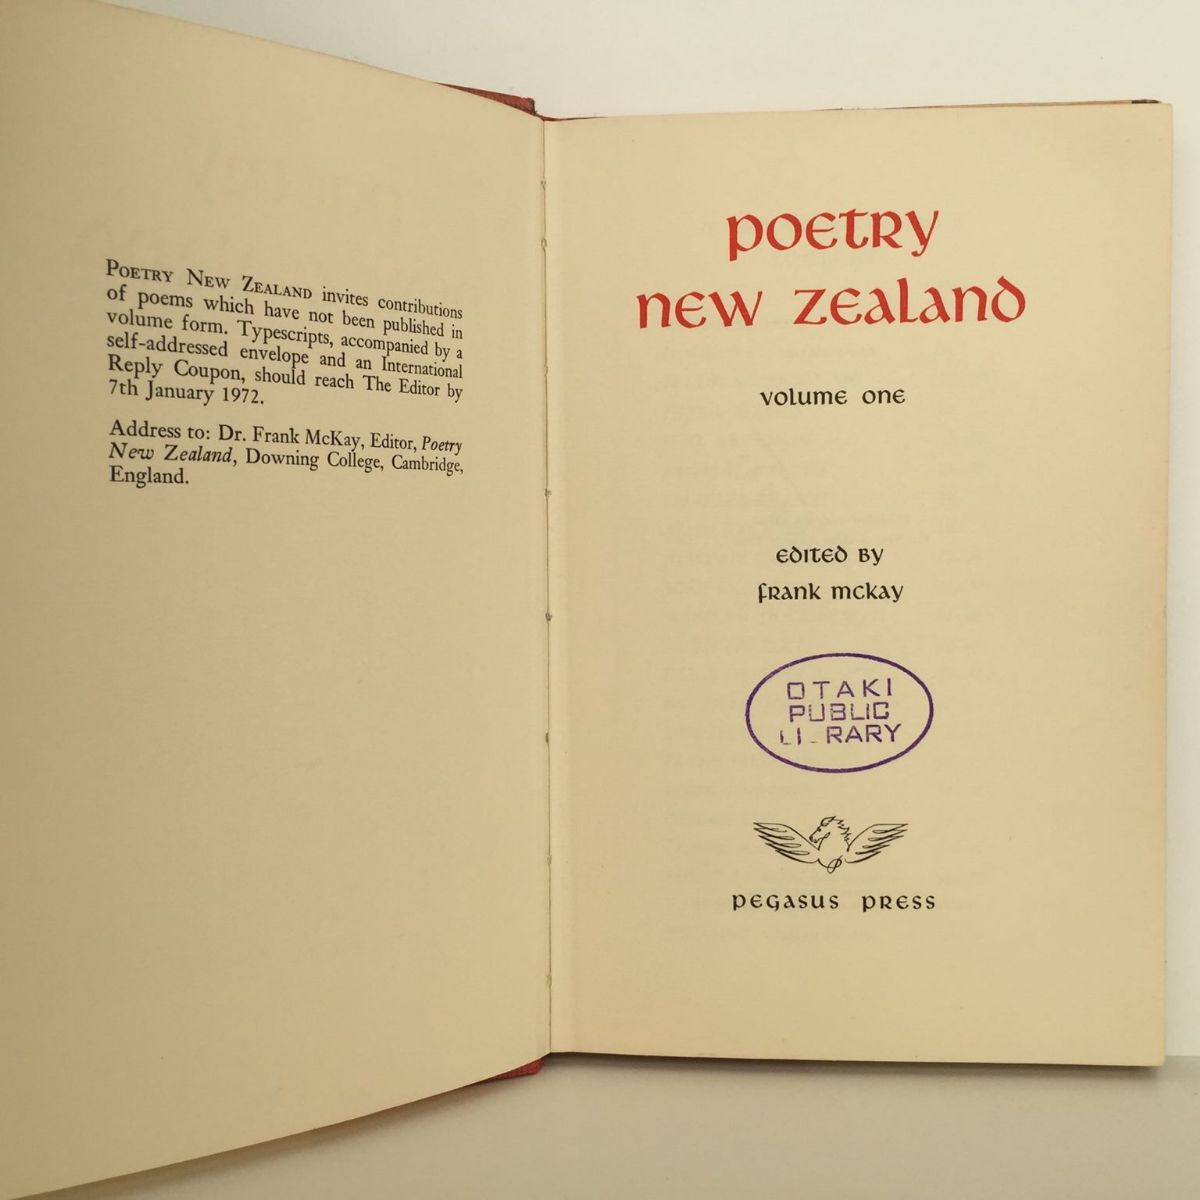 POETRY NEW ZEALAND invites contributions
of poems which have not been published in
volume form. Typescripts, accompanied by a
self-addressed envelope and an International
Reply Coupon, should reach The Editor by
7th January 1972.
Address to: Dr. Frank McKay, Editor, Poetry
New Zealand, Downing College, Cambridge,
England.
poetry
new zealand
volume one
edited by
frank mckay
OTAKI
PUBLIC
LI RARY
pegasus press